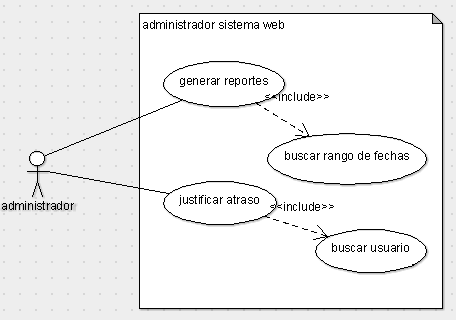 administrador sistema web
generar reportes
<<include>>
buscar rango de fechas
administrador
justificar atraso
<<include>>
buscar usuario